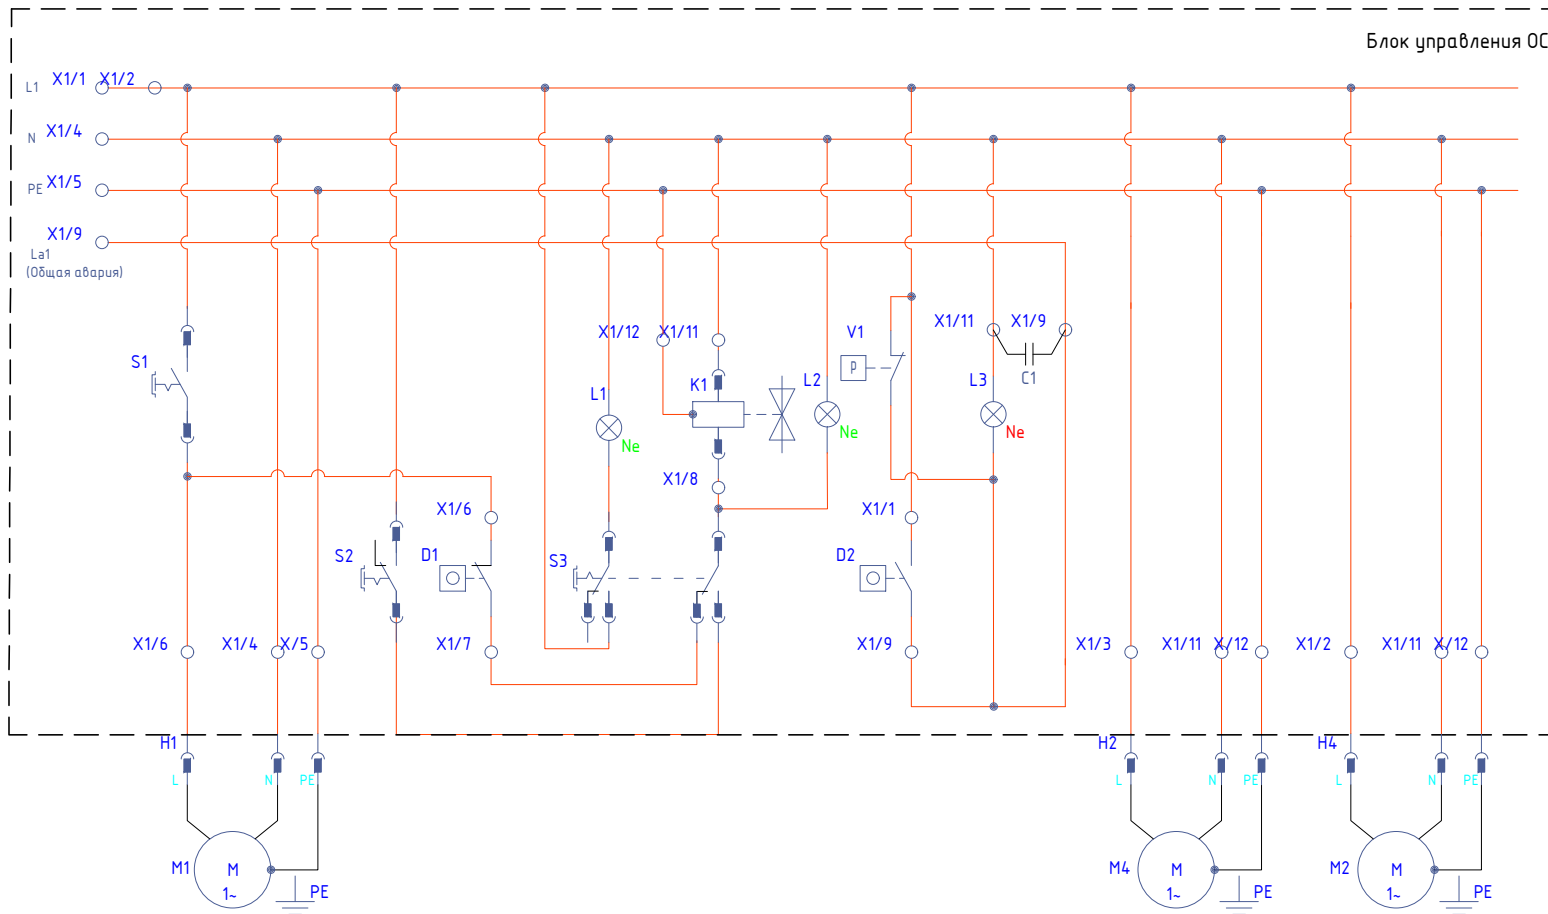 Блок управления ОС
L1 X1/1 X1/2
N X1/4
PE X1/5
X1/9
La1
(Общая авария)
X1/12 X1/11 V1 X1/11 X1/9
S1 K1 L2 L3 C1
P
L1
Ne Ne Ne
X1/8
X1/6 X1/1
S2 D1 S3 D2
X1/6 X1/4 X/5 X1/7 X1/9 X1/3 X1/11 X/12 X1/2 X1/11 X/12
H1 H2 H4
L N PE L N PE L N PE
M1 M M4 M M2 M
1~ PE 1~ PE 1~ PE